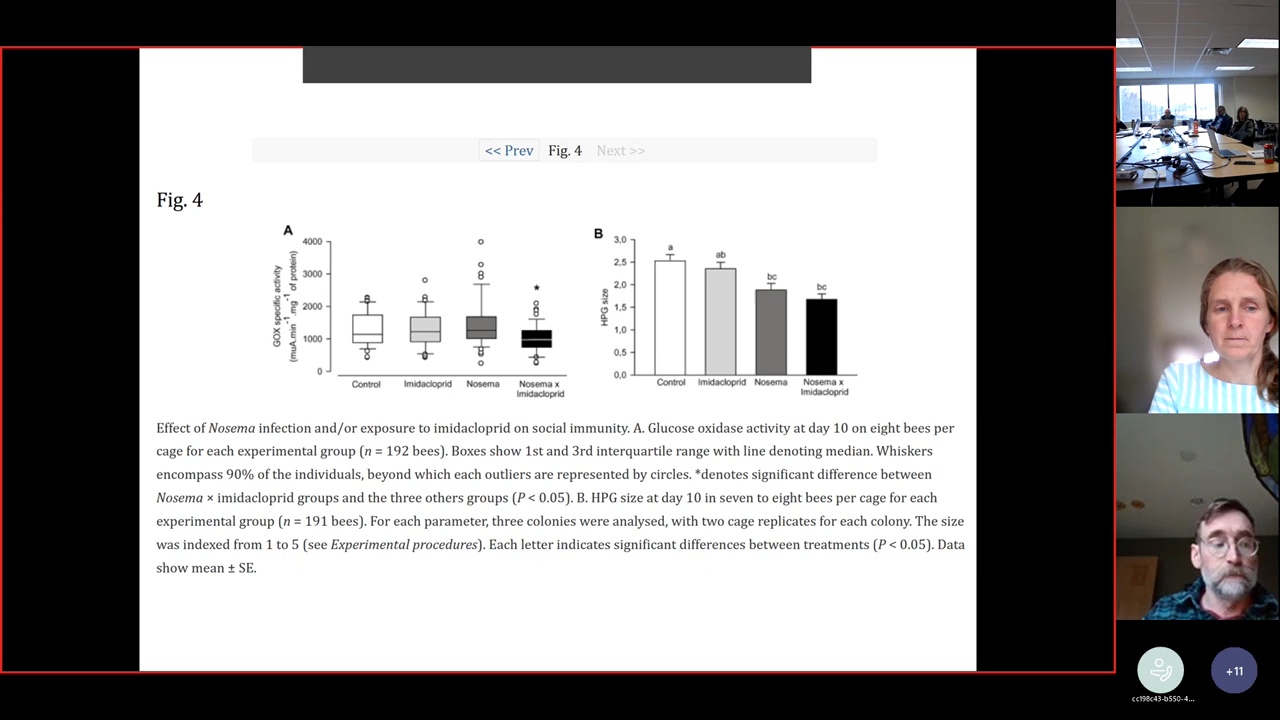 << Prev Fig. 4 Next >>
Fig. 4
A
4000
3000
2000
1000
0
GOX specific activity
(muA.min⁻¹.mg⁻¹ of protein)
*
Control
Imidacloprid
Nosema
Nosema x
Imidacloprid
B
3,0
2,5
2,0
1,5
1,0
0,5
0,0
HPG size
a
ab
bc
bc
Control
Imidacloprid
Nosema
Nosema x
Imidacloprid
Effect of Nosema infection and/or exposure to imidacloprid on social immunity. A. Glucose oxidase activity at day 10 on eight bees per
cage for each experimental group (n = 192 bees). Boxes show 1st and 3rd interquartile range with line denoting median. Whiskers
encompass 90% of the individuals, beyond which each outliers are represented by circles. *denotes significant difference between
Nosema × imidacloprid groups and the three others groups (P < 0.05). B. HPG size at day 10 in seven to eight bees per cage for each
experimental group (n = 191 bees). For each parameter, three colonies were analysed, with two cage replicates for each colony. The size
was indexed from 1 to 5 (see Experimental procedures). Each letter indicates significant differences between treatments (P < 0.05). Data
show mean ± SE.
cc198c43-b550-4...
+11